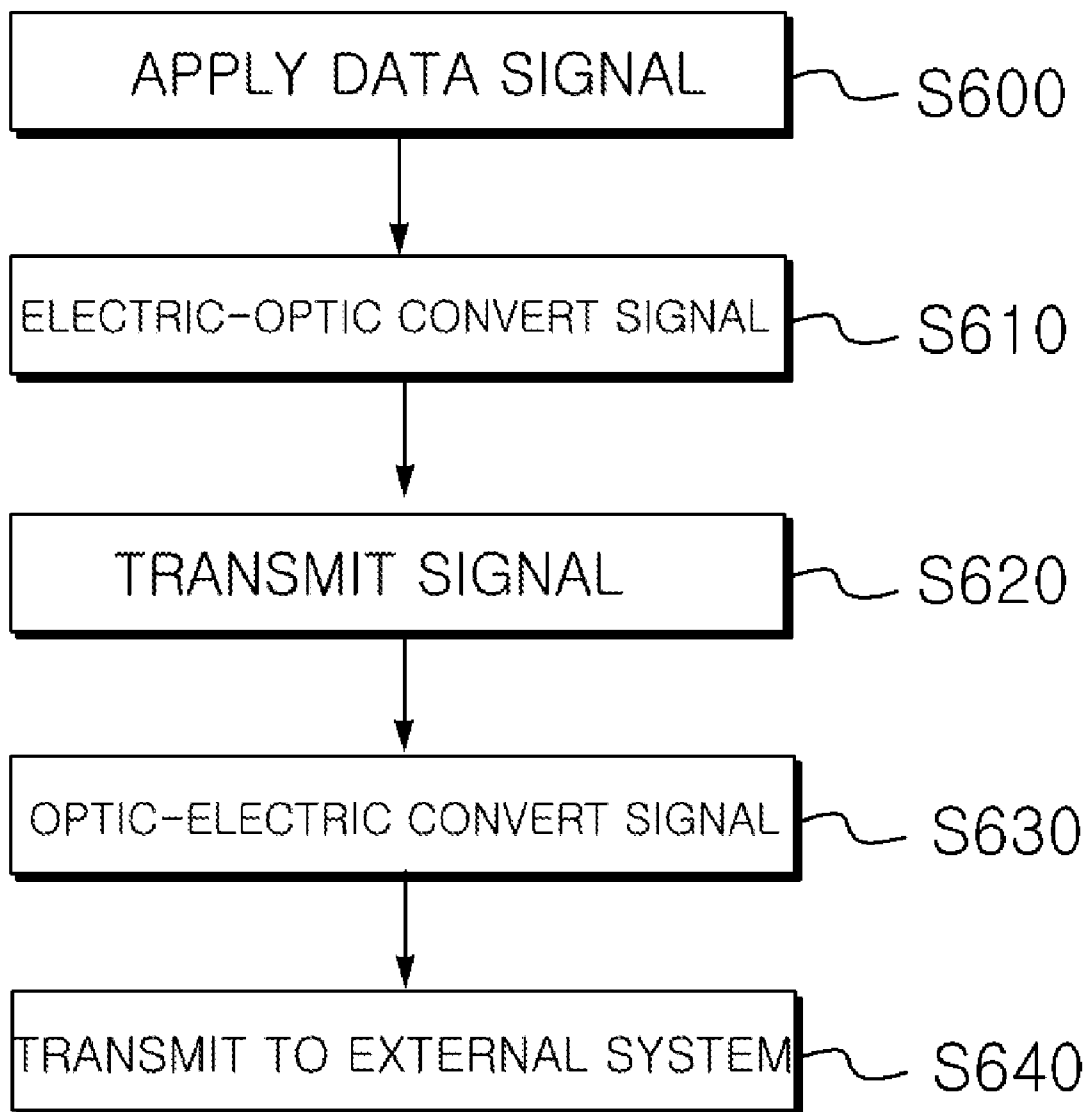 APPLY DATA SIGNAL
S600
ELECTRIC-OPTIC CONVERT SIGNAL
S610
TRANSMIT SIGNAL
S620
OPTIC-ELECTRIC CONVERT SIGNAL
S630
TRANSMIT TO EXTERNAL SYSTEM
S640